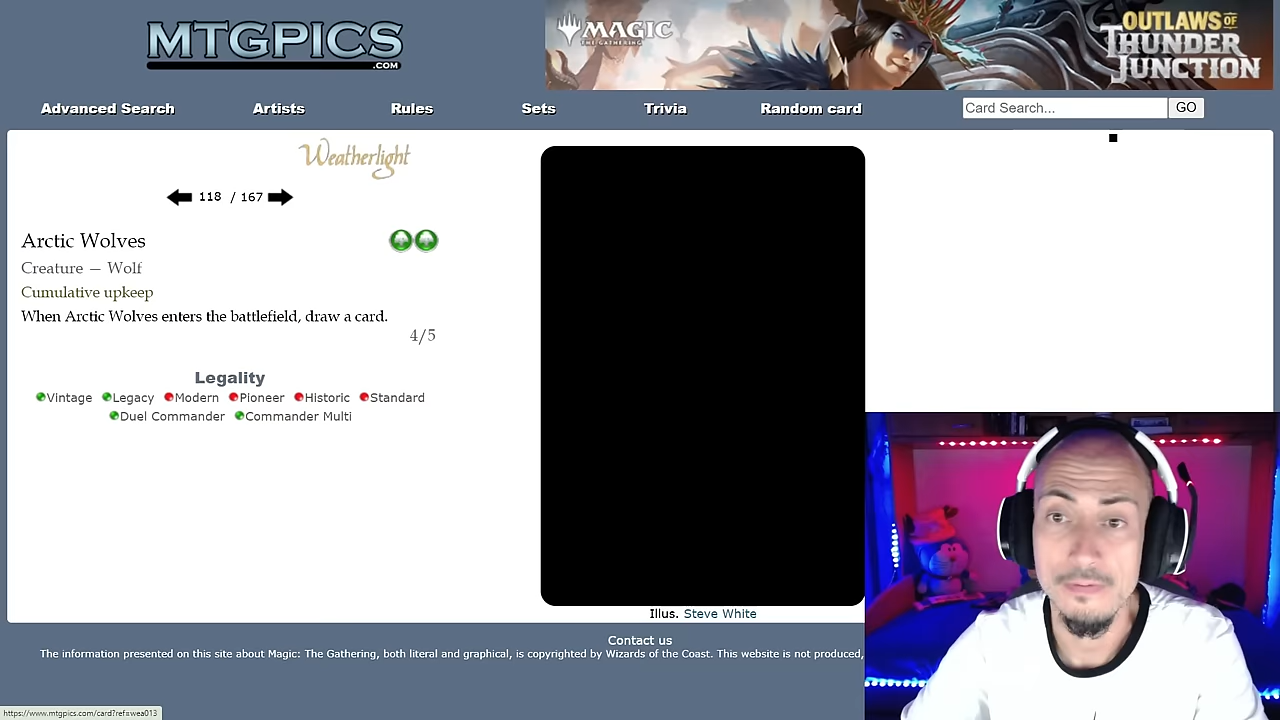 MTGPICS
.COM
MAGIC
THE GATHERING
OUTLAWS OF
THUNDER
JUNCTION
Advanced Search
Artists
Rules
Sets
Trivia
Random card
Card Search...
GO
Weatherlight
118 / 167
Arctic Wolves
Creature — Wolf
Cumulative upkeep
When Arctic Wolves enters the battlefield, draw a card.
4/5
Legality
Vintage Legacy Modern Pioneer Historic Standard
Duel Commander Commander Multi
Illus. Steve White
Contact us
The information presented on this site about Magic: The Gathering, both literal and graphical, is copyrighted by Wizards of the Coast. This website is not produced,
https://www.mtgpics.com/card?ref=wea013